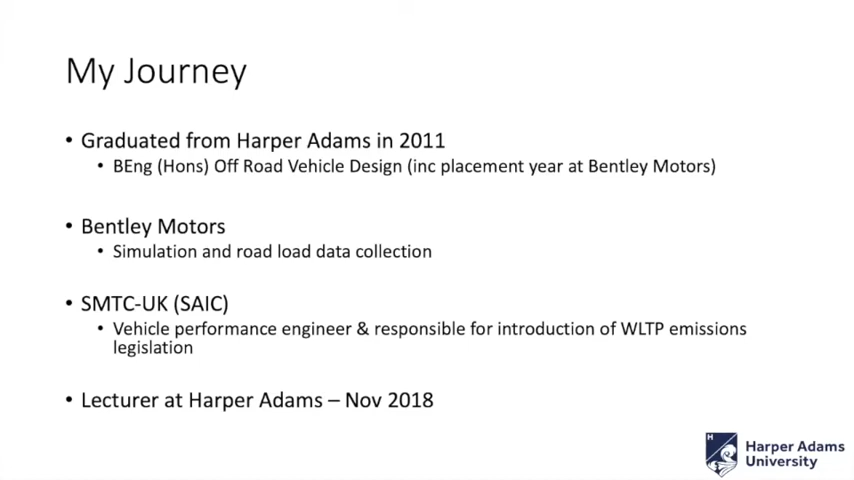 My Journey
• Graduated from Harper Adams in 2011
• BEng (Hons) Off Road Vehicle Design (inc placement year at Bentley Motors)
• Bentley Motors
• Simulation and road load data collection
• SMTC-UK (SAIC)
• Vehicle performance engineer & responsible for introduction of WLTP emissions
legislation
• Lecturer at Harper Adams – Nov 2018
H
Harper Adams
University